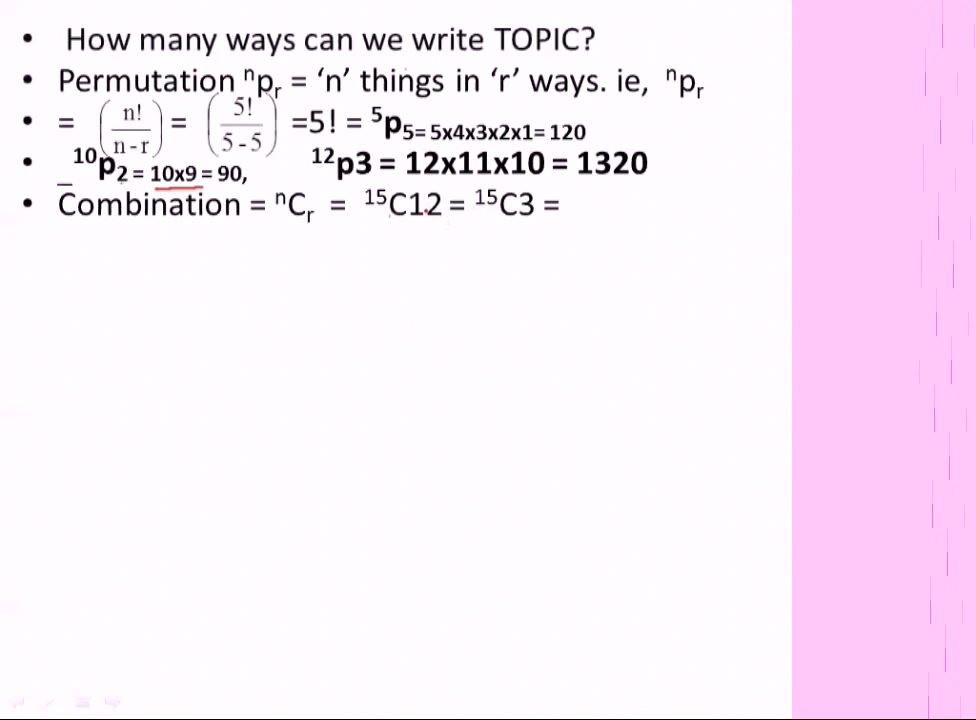 • How many ways can we write TOPIC?
• Permutation ⁿpᵣ = ‘n’ things in ‘r’ ways. ie, ⁿpᵣ
• = (n!/n-r) = (5!/5-5) =5! = ⁵p₅= 5x4x3x2x1= 120
• _¹⁰p₂ = 10x9 = 90, ¹²p3 = 12x11x10 = 1320
• Combination = ⁿCᵣ = ¹⁵C12 = ¹⁵C3 =